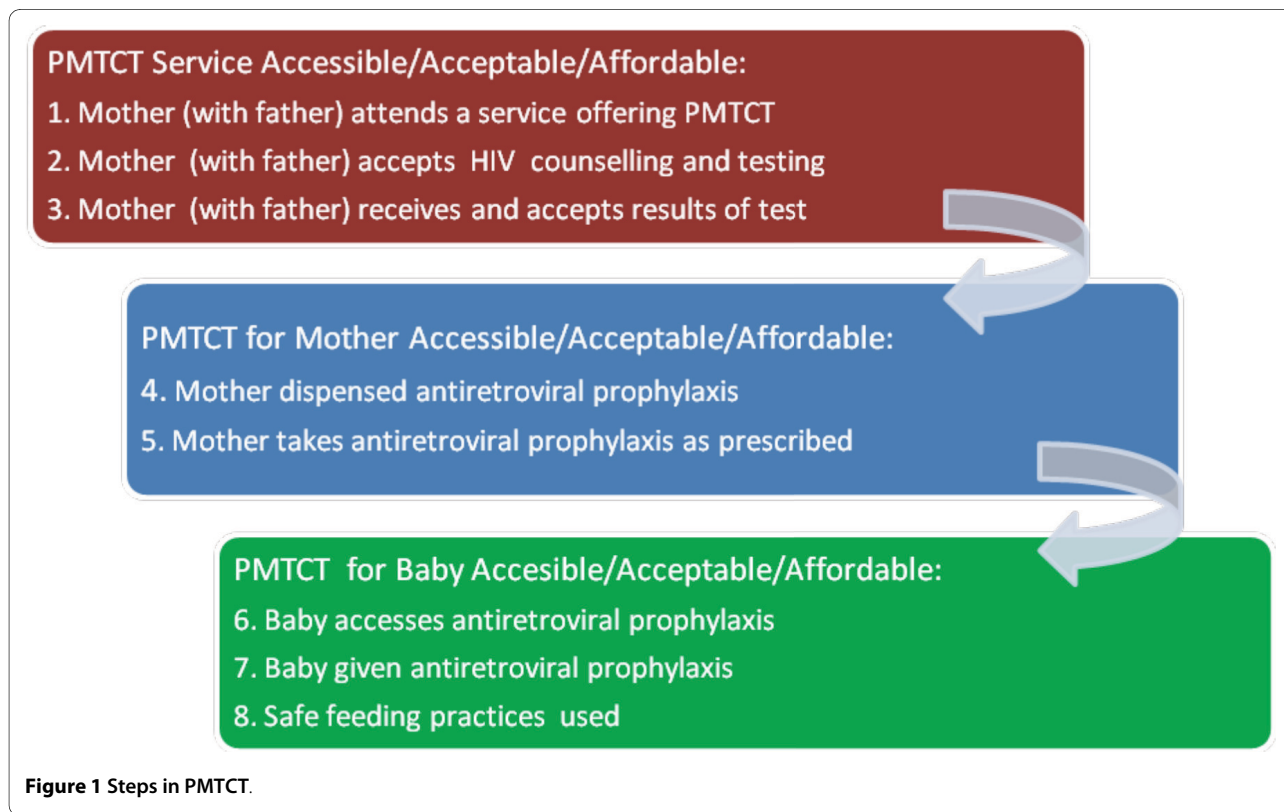 PMTCT Service Accessible/Acceptable/Affordable:
1. Mother (with father) attends a service offering PMTCT
2. Mother (with father) accepts HIV counselling and testing
3. Mother (with father) receives and accepts results of test
PMTCT for Mother Accessible/Acceptable/Affordable:
4. Mother dispensed antiretroviral prophylaxis
5. Mother takes antiretroviral prophylaxis as prescribed
PMTCT for Baby Accesible/Acceptable/Affordable:
6. Baby accesses antiretroviral prophylaxis
7. Baby given antiretroviral prophylaxis
8. Safe feeding practices used
Figure 1 Steps in PMTCT.